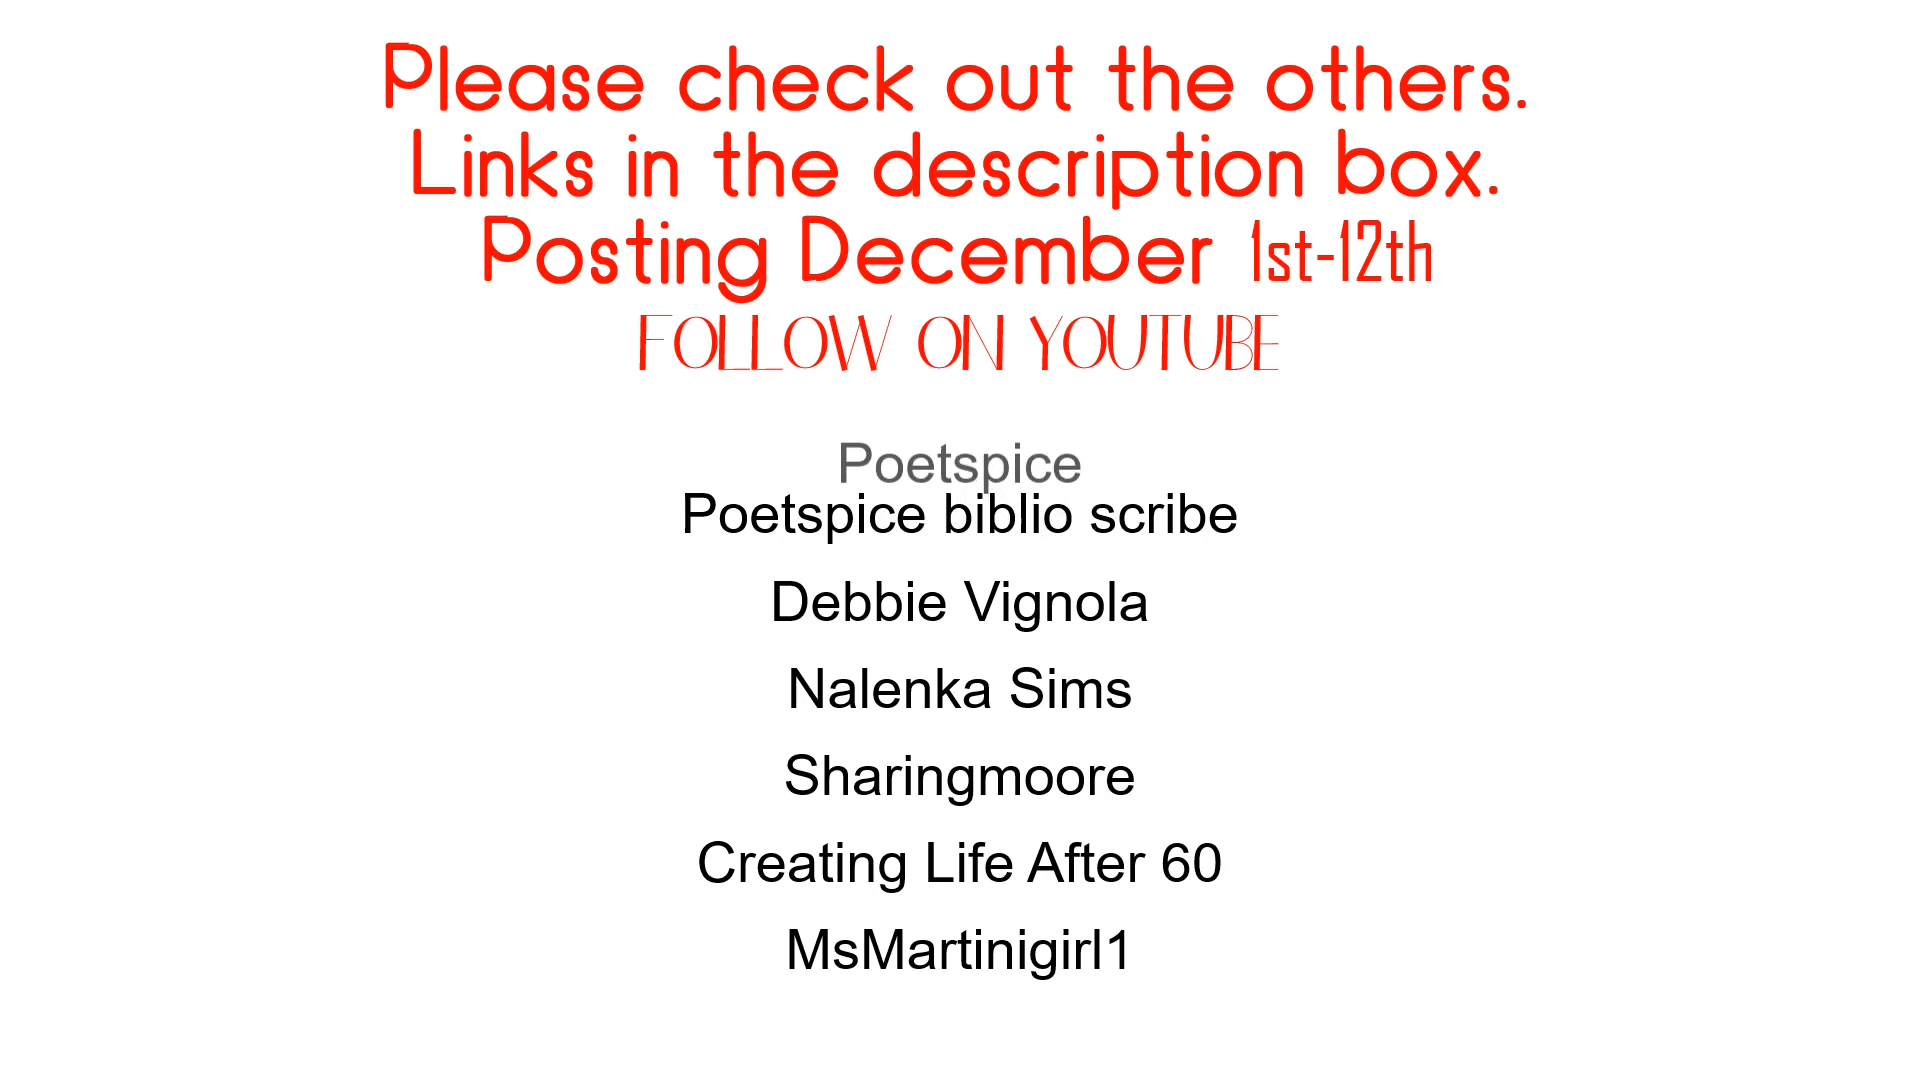 Please check out the others.
Links in the description box.
Posting December 1st-12th
FOLLOW ON YOUTUBE
Poetspice
Poetspice biblio scribe
Debbie Vignola
Nalenka Sims
Sharingmoore
Creating Life After 60
MsMartinigirl1